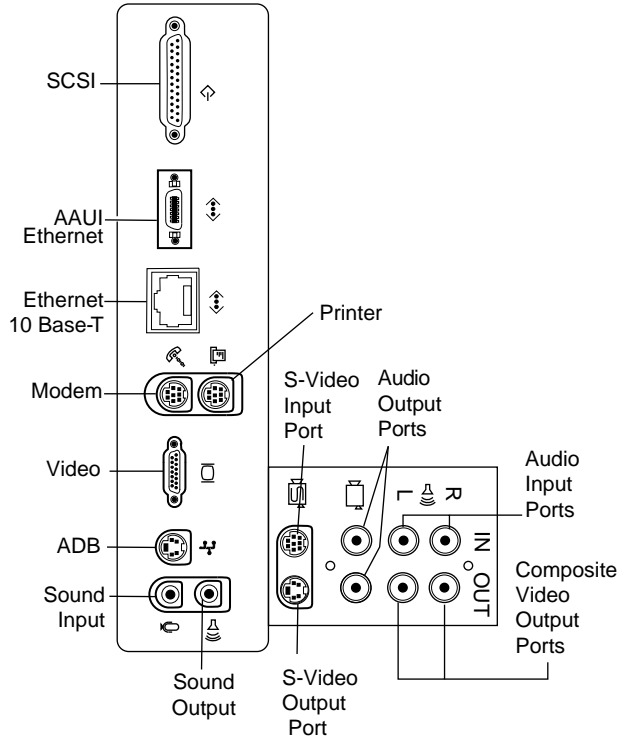 SCSI
AAUI
Ethernet
Ethernet
10 Base-T
Printer
Modem
S-Video
Input
Port
Audio
Output
Ports
Video
L
R
Audio
Input
Ports
IN
ADB
OUT
Sound
Input
Composite
Video
Output
Ports
Sound
Output
S-Video
Output
Port